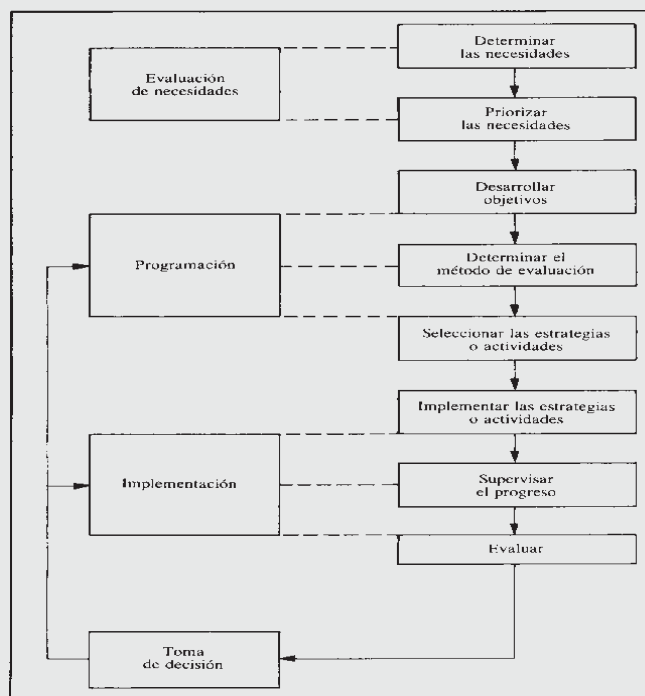 Determinar
las necesidades
Evaluación
de necesidades
Priorizar
las necesidades
Desarrollar
objetivos
Programación
Determinar el
método de evaluación
Seleccionar las estrategias
o actividades
Implementar las estrategias
o actividades
Implementación
Supervisar
el progreso
Evaluar
Toma
de decisión